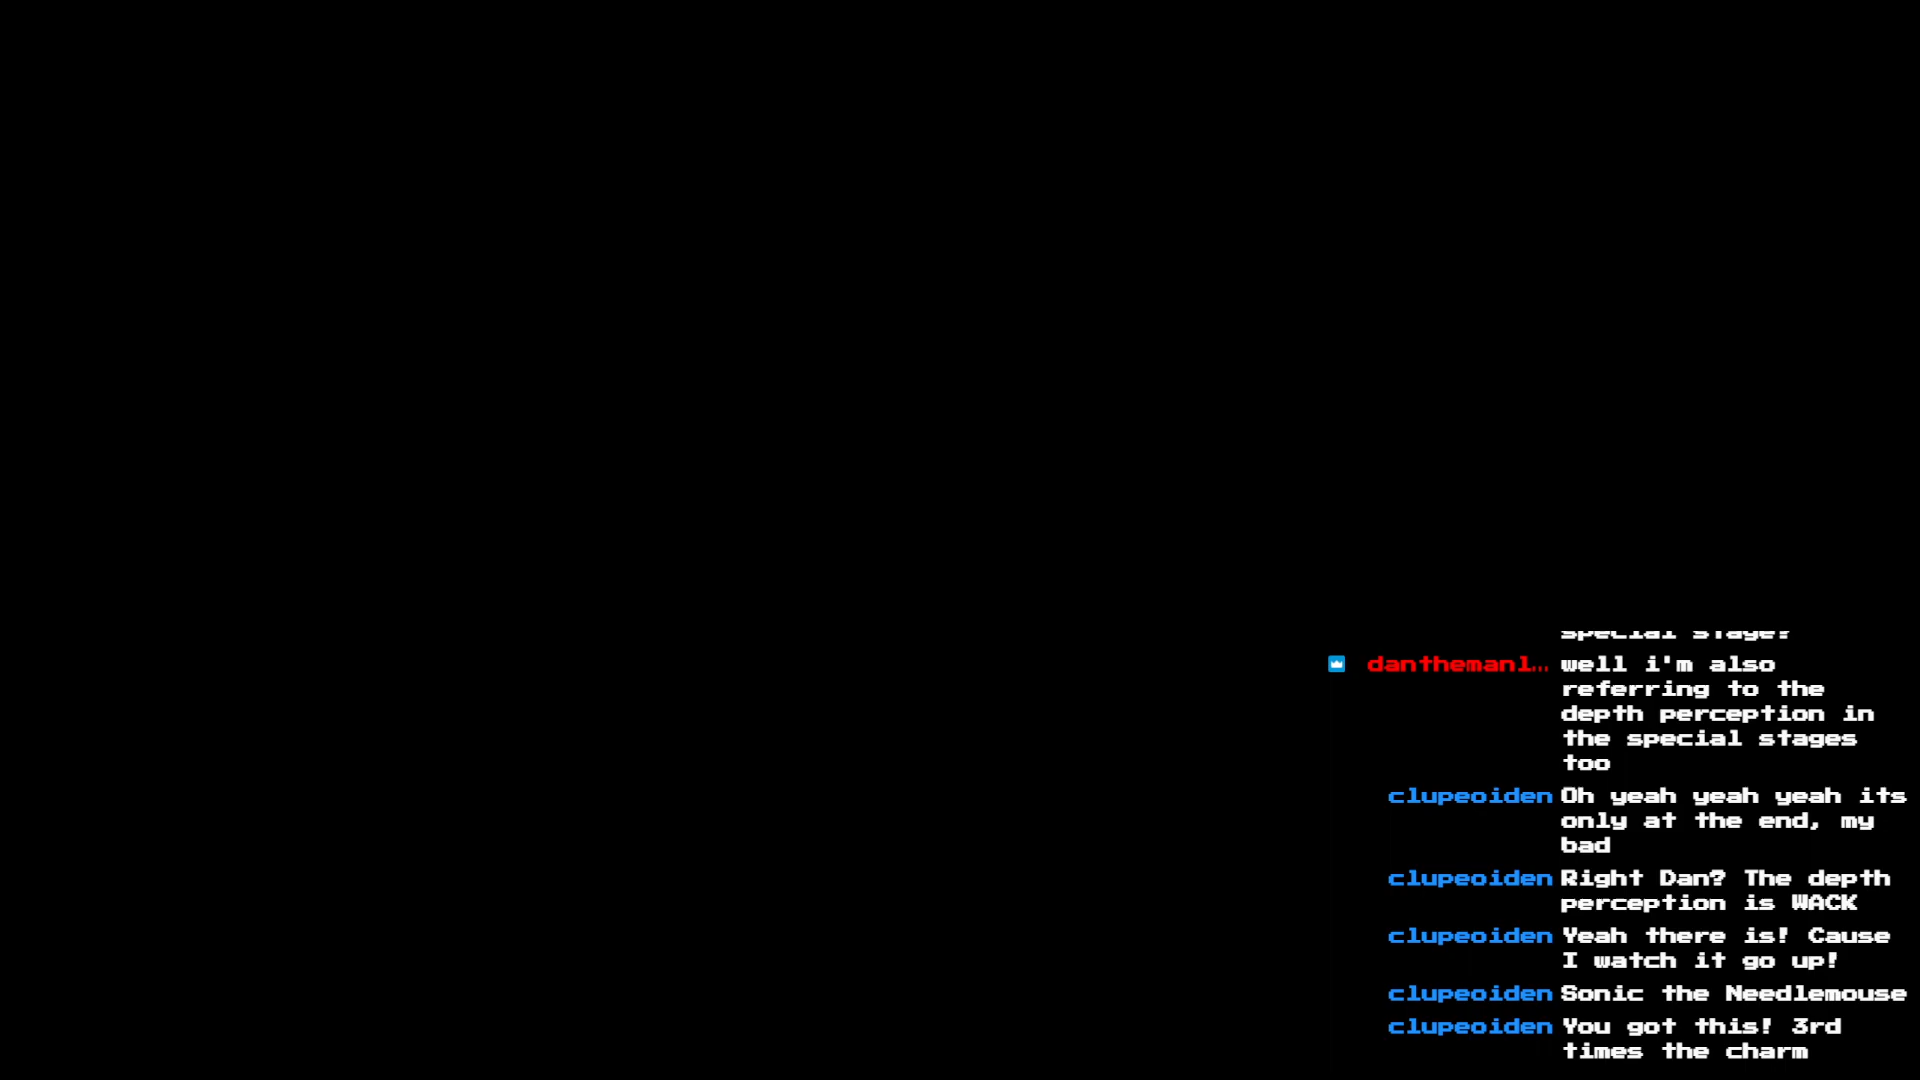 special stage?
danthemanl... well i'm also
referring to the
depth perception in
the special stages
too
clupeoiden Oh yeah yeah yeah its
only at the end, my
bad
clupeoiden Right Dan? The depth
perception is WACK
clupeoiden Yeah there is! Cause
I watch it go up!
clupeoiden Sonic the Needlemouse
clupeoiden You got this! 3rd
times the charm